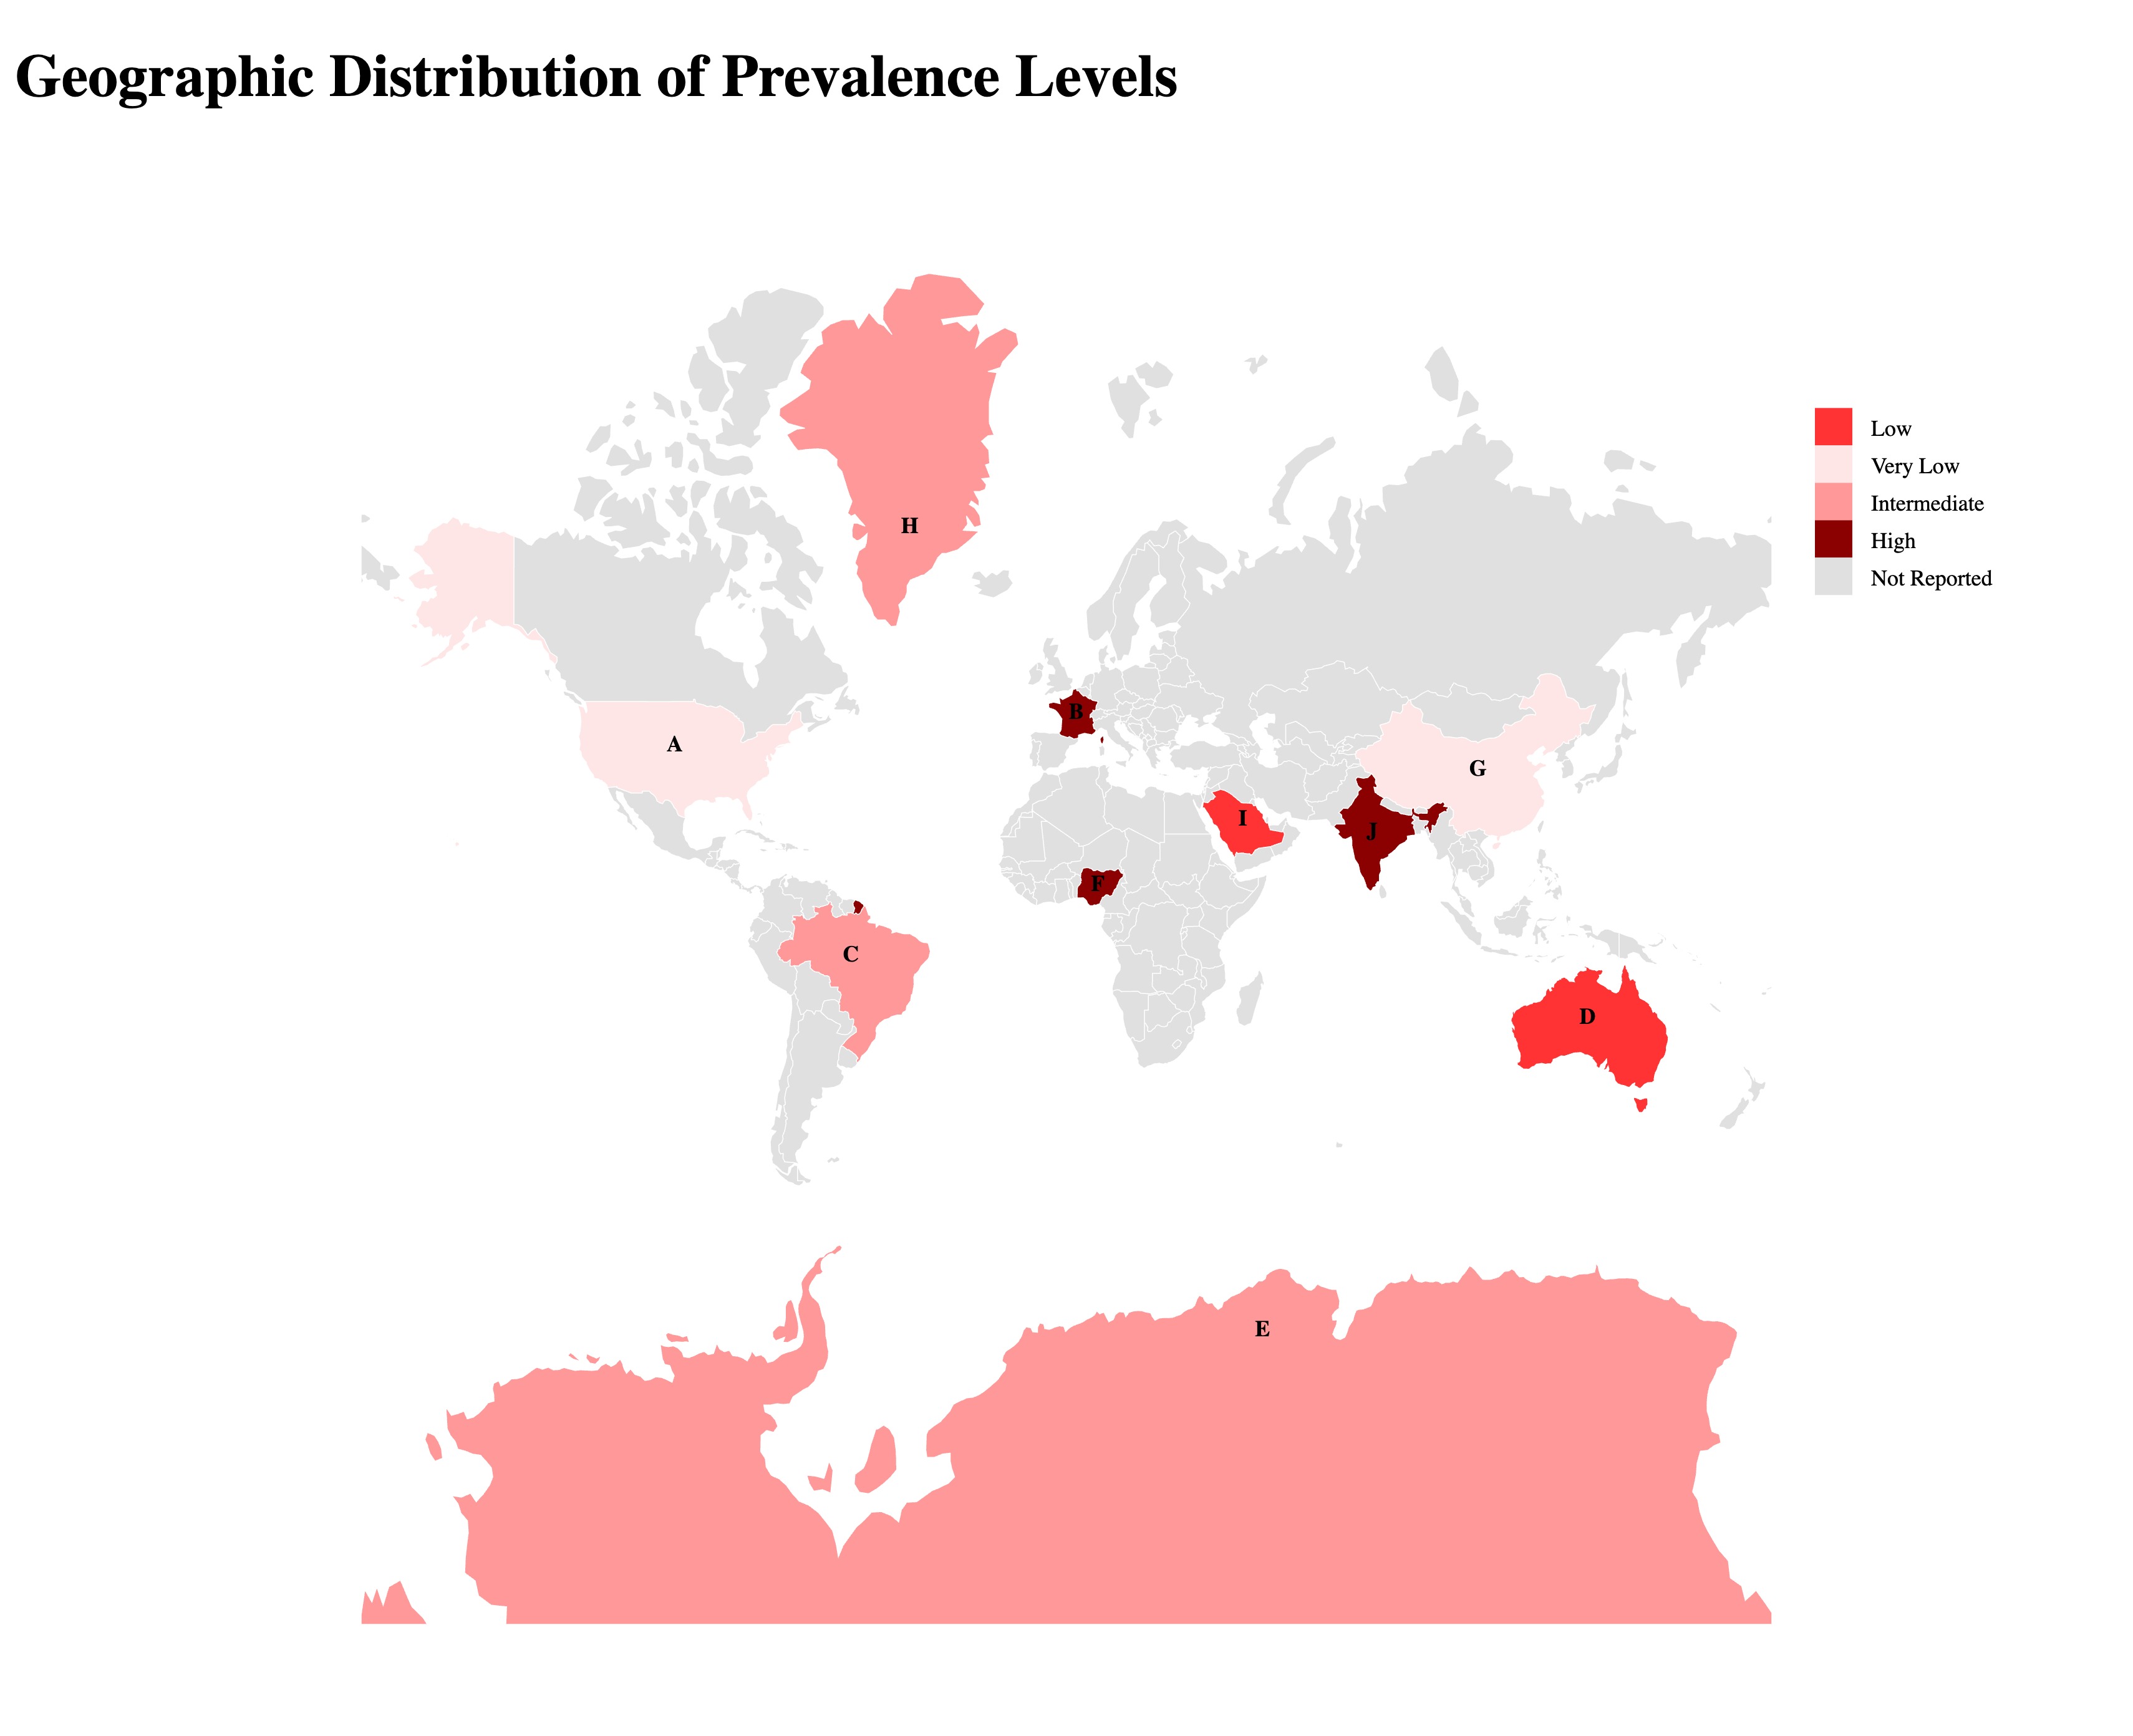 Geographic Distribution of Prevalence Levels
H
Low
Very Low
Intermediate
High
Not Reported
B
A
G
I
J
F
C
D
E